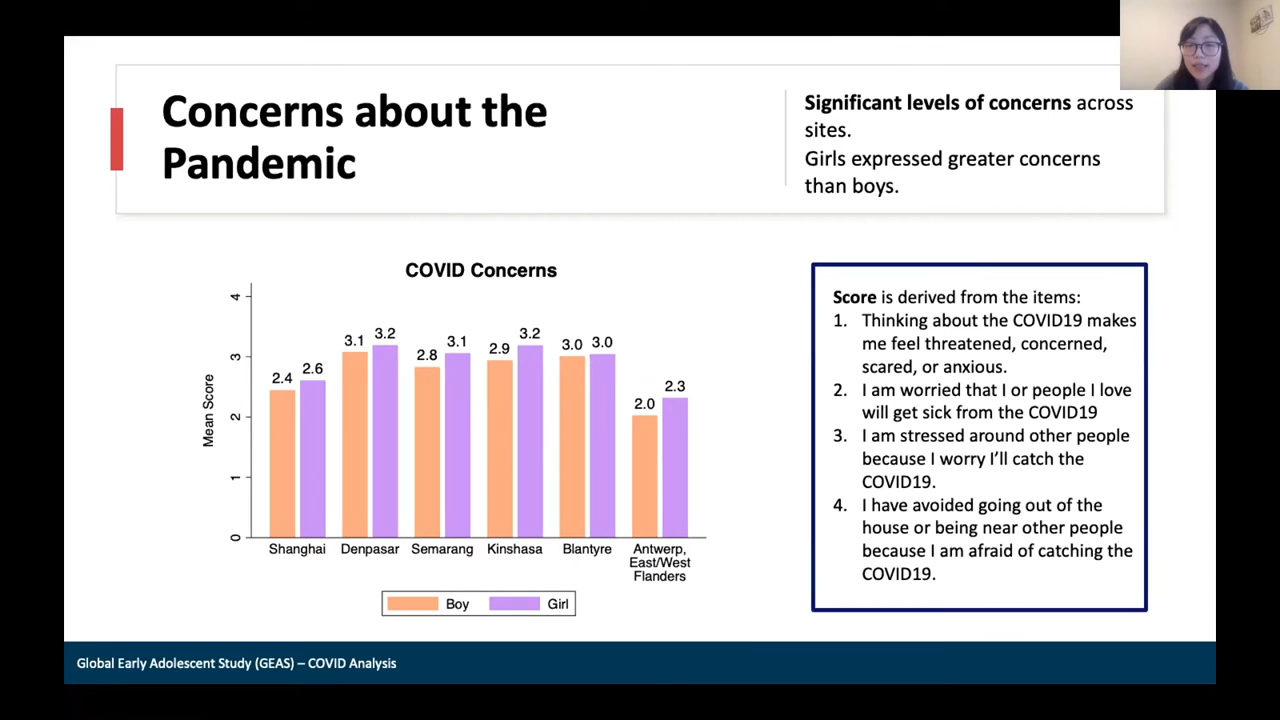 Concerns about the
Pandemic
Significant levels of concerns across
sites.
Girls expressed greater concerns
than boys.
COVID Concerns
Mean Score
4
3
2
1
0
2.4
2.6
3.1
3.2
2.8
3.1
2.9
3.2
3.0
3.0
2.0
2.3
Shanghai
Denpasar
Semarang
Kinshasa
Blantyre
Antwerp,
East/West
Flanders
Boy
Girl
Score is derived from the items:
1. Thinking about the COVID19 makes
me feel threatened, concerned,
scared, or anxious.
2. I am worried that I or people I love
will get sick from the COVID19
3. I am stressed around other people
because I worry I’ll catch the
COVID19.
4. I have avoided going out of the
house or being near other people
because I am afraid of catching the
COVID19.
Global Early Adolescent Study (GEAS) – COVID Analysis